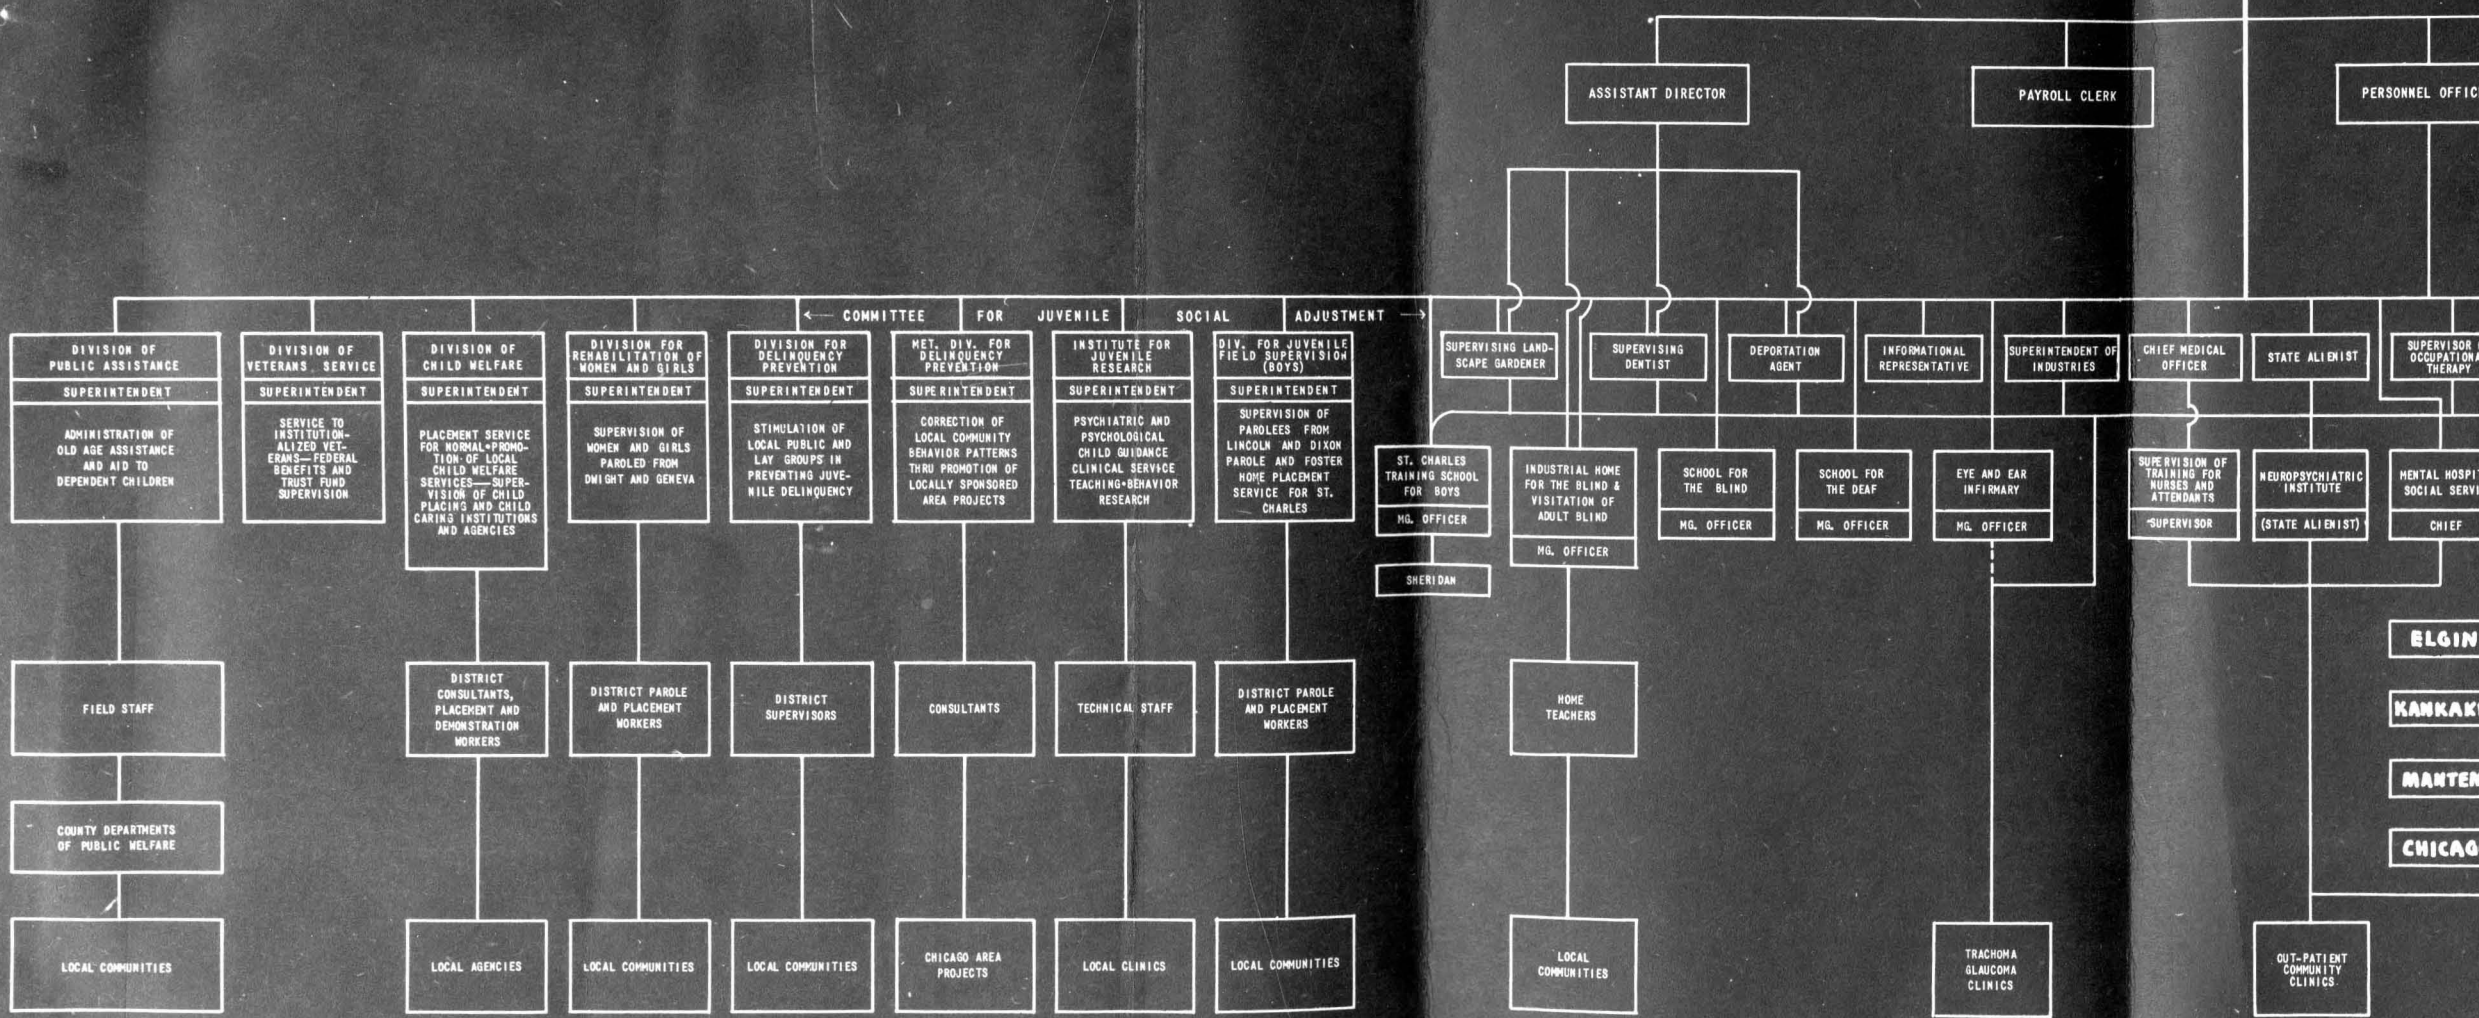 ASSISTANT DIRECTOR
PAYROLL CLERK
PERSONNEL OFFIC
← COMMITTEE FOR JUVENILE SOCIAL ADJUSTMENT →
DIVISION OF
PUBLIC ASSISTANCE
SUPERINTENDENT
ADMINISTRATION OF
OLD AGE ASSISTANCE
AND AID TO
DEPENDENT CHILDREN
FIELD STAFF
COUNTY DEPARTMENTS
OF PUBLIC WELFARE
LOCAL COMMUNITIES
DIVISION OF
VETERANS SERVICE
SUPERINTENDENT
SERVICE TO
INSTITUTION-
ALIZED VET-
ERANS—FEDERAL
BENEFITS AND
TRUST FUND
SUPERVISION
DIVISION OF
CHILD WELFARE
SUPERINTENDENT
PLACEMENT SERVICE
FOR NORMAL•PROMO-
TION OF LOCAL
CHILD WELFARE
SERVICES—SUPER-
VISION OF CHILD
PLACING AND CHILD
CARING INSTITUTIONS
AND AGENCIES
DISTRICT
CONSULTANTS,
PLACEMENT AND
DEMONSTRATION
WORKERS
LOCAL AGENCIES
DIVISION FOR
REHABILITATION OF
WOMEN AND GIRLS
SUPERINTENDENT
SUPERVISION OF
WOMEN AND GIRLS
PAROLED FROM
DWIGHT AND GENEVA
DISTRICT PAROLE
AND PLACEMENT
WORKERS
LOCAL COMMUNITIES
DIVISION FOR
DELINQUENCY
PREVENTION
SUPERINTENDENT
STIMULATION OF
LOCAL PUBLIC AND
LAY GROUPS IN
PREVENTING JUVE-
NILE DELINQUENCY
DISTRICT
SUPERVISORS
LOCAL COMMUNITIES
MET. DIV. FOR
DELINQUENCY
PREVENTION
SUPERINTENDENT
CORRECTION OF
LOCAL COMMUNITY
BEHAVIOR PATTERNS
THRU PROMOTION OF
LOCALLY SPONSORED
AREA PROJECTS
CONSULTANTS
CHICAGO AREA
PROJECTS
INSTITUTE FOR
JUVENILE
RESEARCH
SUPERINTENDENT
PSYCHIATRIC AND
PSYCHOLOGICAL
CHILD GUIDANCE
CLINICAL SERVICE
TEACHING•BEHAVIOR
RESEARCH
TECHNICAL STAFF
LOCAL CLINICS
DIV. FOR JUVENILE
FIELD SUPERVISION
(BOYS)
SUPERINTENDENT
SUPERVISION OF
PAROLEES FROM
LINCOLN AND DIXON
PAROLE AND FOSTER
HOME PLACEMENT
SERVICE FOR ST.
CHARLES
DISTRICT PAROLE
AND PLACEMENT
WORKERS
LOCAL COMMUNITIES
SUPERVISING LAND-
SCAPE GARDENER
SUPERVISING
DENTIST
DEPORTATION
AGENT
INFORMATIONAL
REPRESENTATIVE
SUPERINTENDENT OF
INDUSTRIES
CHIEF MEDICAL
OFFICER
STATE ALIENIST
SUPERVISOR
OCCUPATIONA
THERAPY
ST. CHARLES
TRAINING SCHOOL
FOR BOYS
MG. OFFICER
SHERIDAN
INDUSTRIAL HOME
FOR THE BLIND &
VISITATION OF
ADULT BLIND
MG. OFFICER
HOME
TEACHERS
LOCAL
COMMUNITIES
SCHOOL FOR
THE BLIND
MG. OFFICER
SCHOOL FOR
THE DEAF
MG. OFFICER
EYE AND EAR
INFIRMARY
MG. OFFICER
TRACHOMA
GLAUCOMA
CLINICS
SUPERVISION OF
TRAINING FOR
NURSES AND
ATTENDANTS
SUPERVISOR
NEUROPSYCHIATRIC
INSTITUTE
(STATE ALIENIST)
OUT-PATIENT
COMMUNITY
CLINICS
MENTAL HOSPIT
SOCIAL SERVI
CHIEF
ELGIN
KANKAK
MANTEN
CHICAG